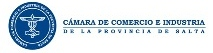 CÁMARA DE COMERCIO E INDUSTRIA
DE LA PROVINCIA DE SALTA